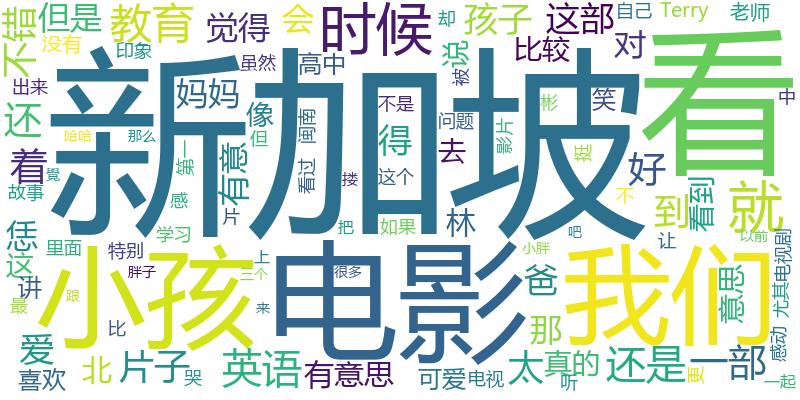 新加坡
看
电影
小孩
我们
时候
教育
但是
不错
觉得
会
孩子
这部
自己
Terry
老师
没有
印象
却
说
比较
对
虽然
高中
被
出来
妈妈
像
不是
笑
中
还
哈哈
那么
但
闽南
得
问题
影片
彬
着
有意
第一
看过
去
挺
好
就
故事
觉
感
搂
这个
不
到
看到
恁
片
把
如果
林
学习
吧
让
以前
这
里面
特别
上
小胖
胖子
三个
很多
爸
意思
尤其电视剧
讲
最
跟
来
那
感动
比
爱
北
片子
哭
英语
有意思
可爱
电视
太
真的
听
还是
更
一部
一起
喜欢